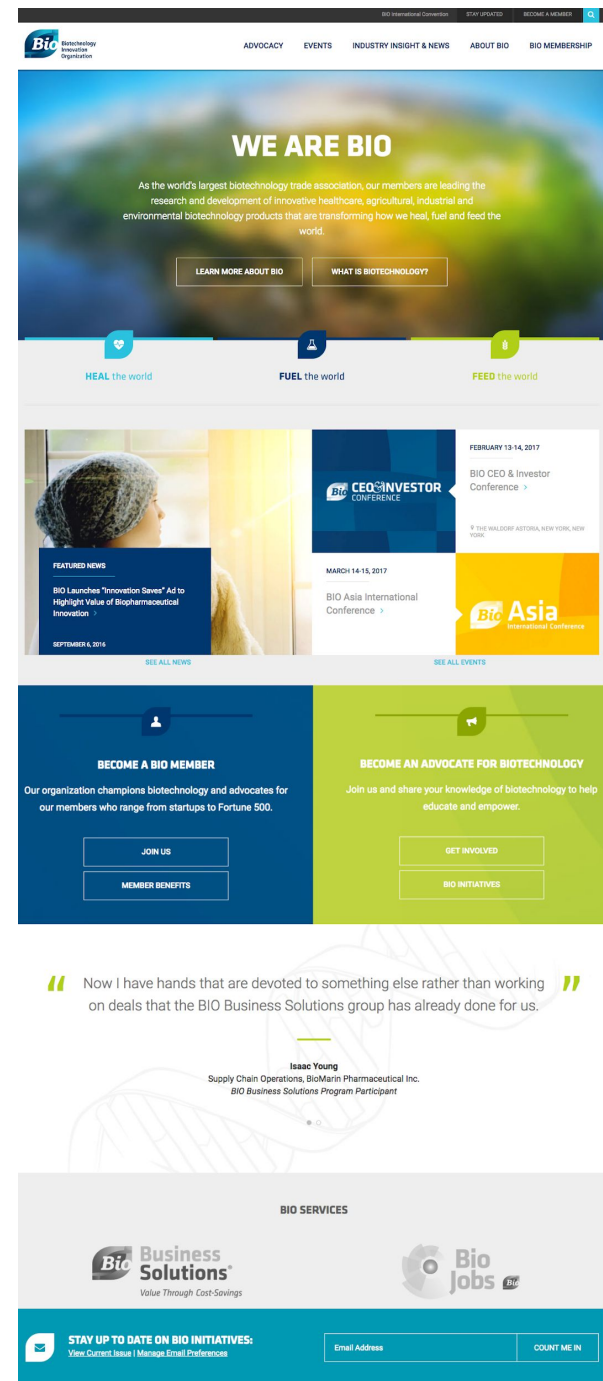 BIO International Convention
STAY UPDATED
BECOME A MEMBER
Bio
Biotechnology
Innovation
Organization
ADVOCACY
EVENTS
INDUSTRY INSIGHT & NEWS
ABOUT BIO
BIO MEMBERSHIP
WE ARE BIO
As the world's largest biotechnology trade association, our members are leading the
research and development of innovative healthcare, agricultural, industrial and
environmental biotechnology products that are transforming how we heal, fuel and feed the
world.
LEARN MORE ABOUT BIO
WHAT IS BIOTECHNOLOGY?
HEAL the world
FUEL the world
FEED the world
FEATURED NEWS
BIO Launches "Innovation Saves" Ad to
Highlight Value of Biopharmaceutical
Innovation >
SEPTEMBER 6, 2016
SEE ALL NEWS
Bio
CEO&INVESTOR
CONFERENCE
FEBRUARY 13-14, 2017
BIO CEO & Investor
Conference >
THE WALDORF ASTORIA, NEW YORK, NEW
YORK
MARCH 14-15, 2017
BIO Asia International
Conference >
Bio
Asia
International Conference
SEE ALL EVENTS
BECOME A BIO MEMBER
Our organization champions biotechnology and advocates for
our members who range from startups to Fortune 500.
JOIN US
MEMBER BENEFITS
BECOME AN ADVOCATE FOR BIOTECHNOLOGY
Join us and share your knowledge of biotechnology to help
educate and empower.
GET INVOLVED
BIO INITIATIVES
“ Now I have hands that are devoted to something else rather than working ”
on deals that the BIO Business Solutions group has already done for us.
Isaac Young
Supply Chain Operations, BioMarin Pharmaceutical Inc.
BIO Business Solutions Program Participant
BIO SERVICES
Bio
Business
Solutions®
Value Through Cost-Savings
Bio
Jobs
Bio
STAY UP TO DATE ON BIO INITIATIVES:
View Current Issue | Manage Email Preferences
Email Address
COUNT ME IN